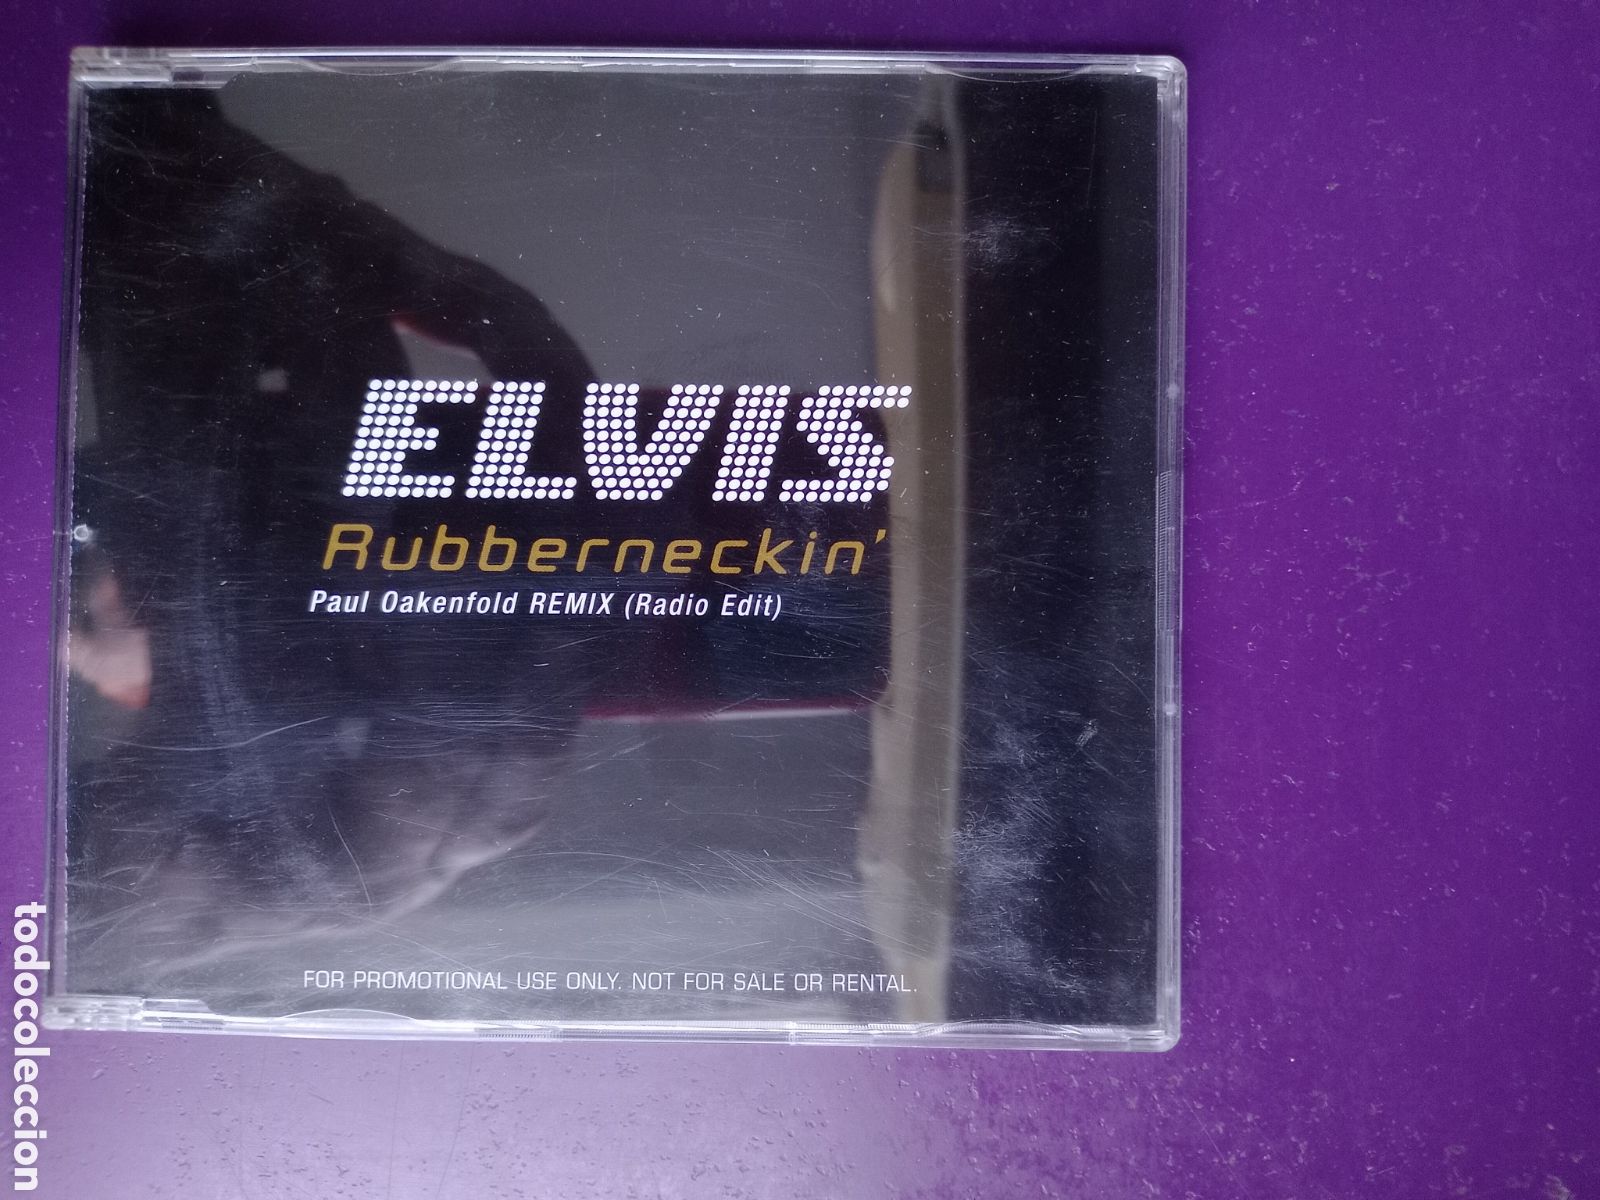 ELVIS
Rubberneckin'
Paul Oakenfold REMIX (Radio Edit)
FOR PROMOTIONAL USE ONLY. NOT FOR SALE OR RENTAL.
todocoleccion